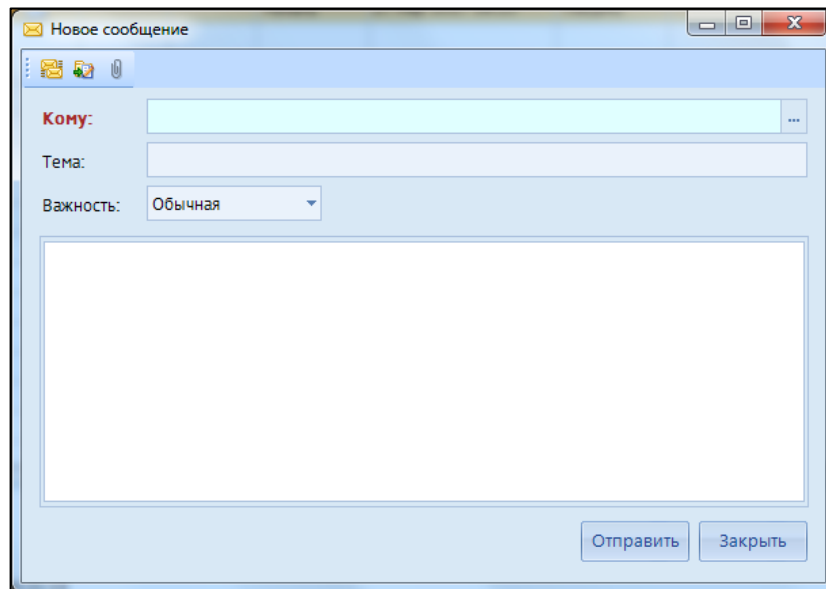 Новое сообщение
Кому:
...
Тема:
Важность: Обычная
Отправить Закрыть